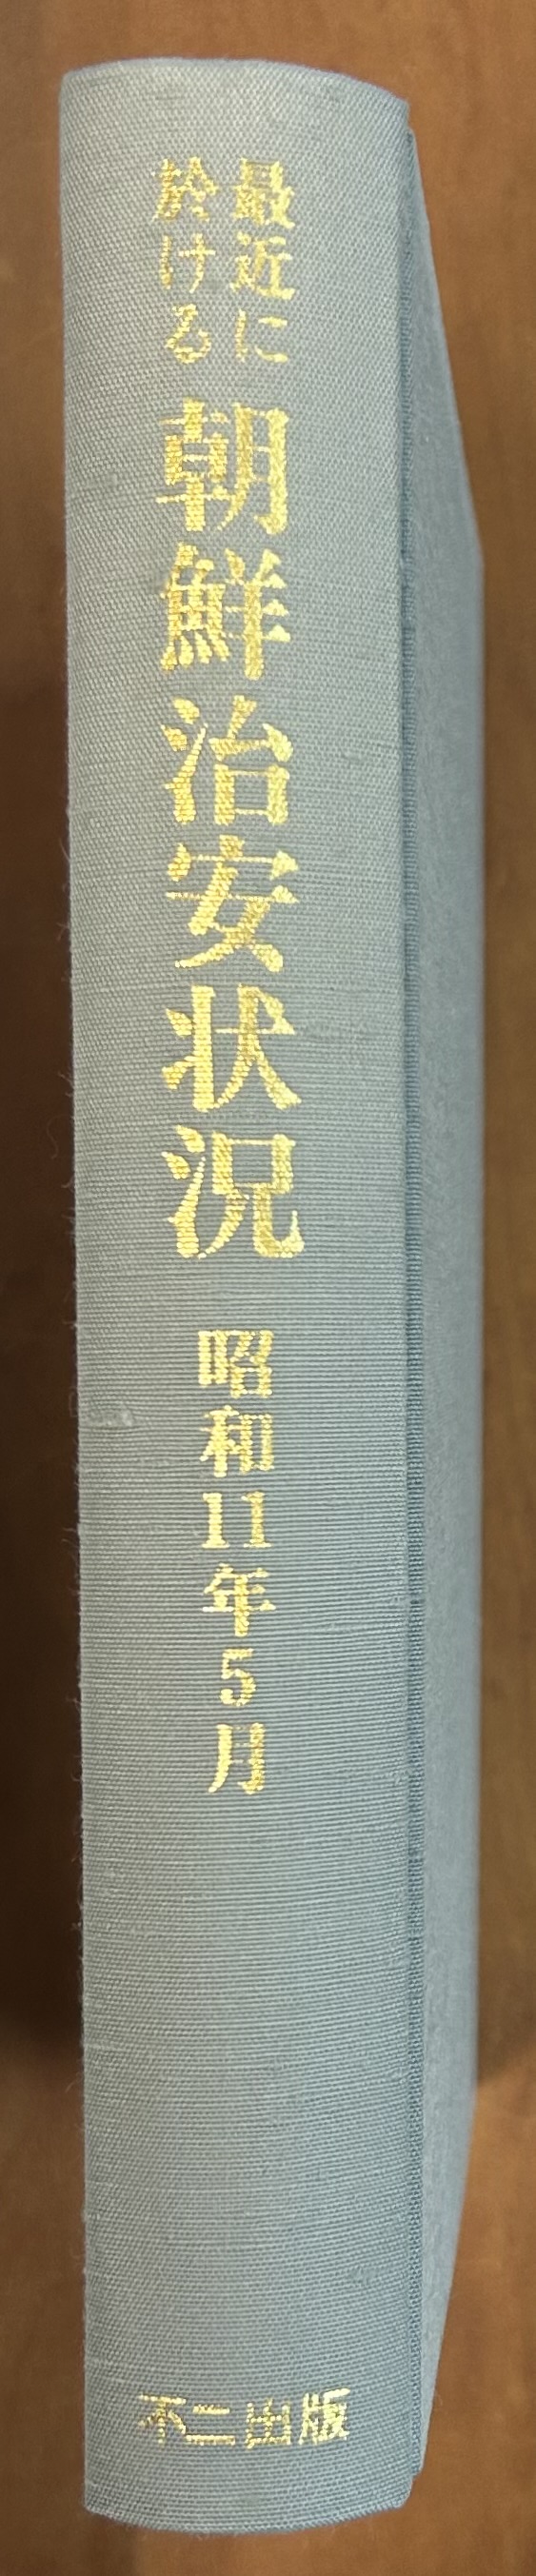 最近に
於ける
朝鮮治安状況
昭和11年5月
不二出版